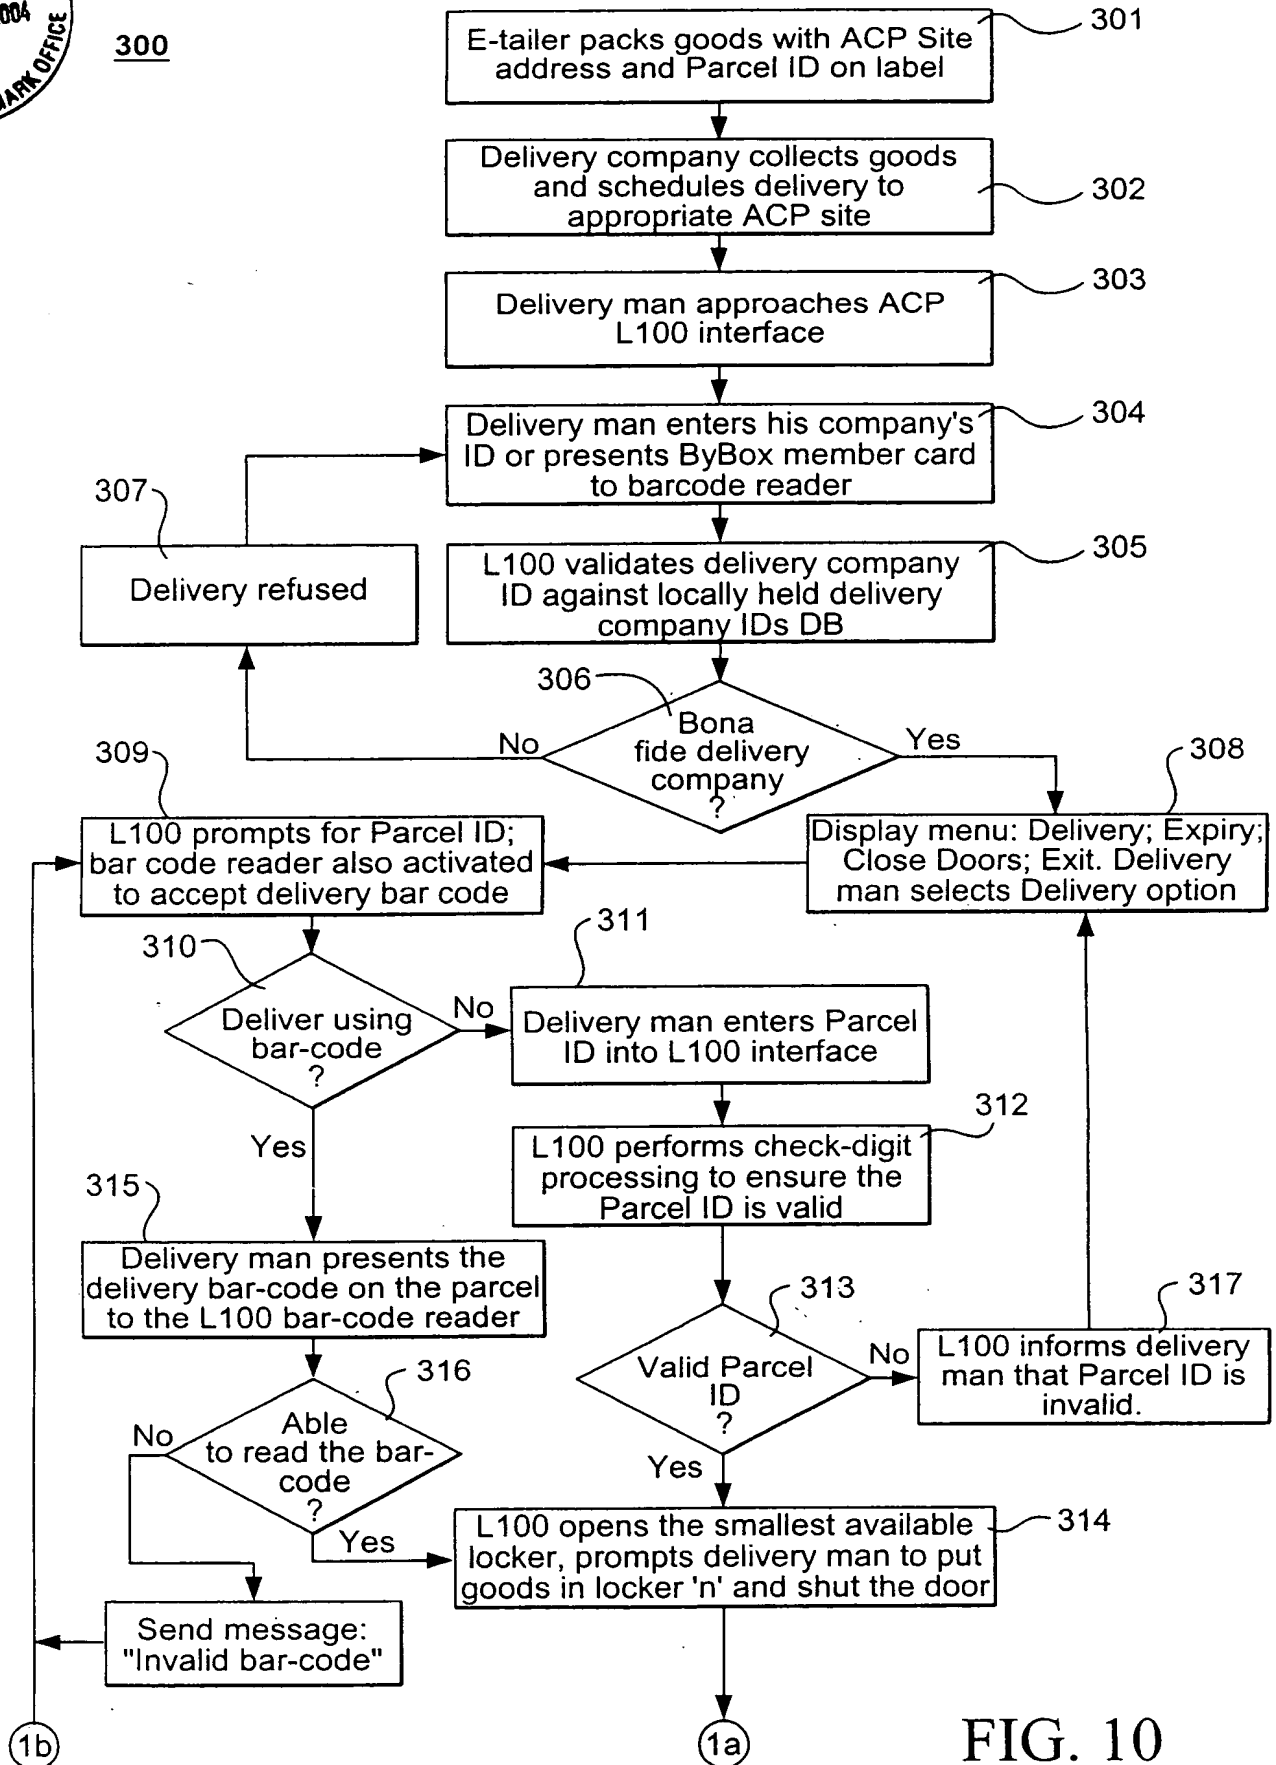 004
MARK OFFICE
300
301
E-tailer packs goods with ACP Site
address and Parcel ID on label
Delivery company collects goods
and schedules delivery to
appropriate ACP site
302
303
Delivery man approaches ACP
L100 interface
304
Delivery man enters his company's
ID or presents ByBox member card
to barcode reader
307
Delivery refused
305
L100 validates delivery company
ID against locally held delivery
company IDs DB
306
Bona
fide delivery
company
?
No
Yes
308
Display menu: Delivery; Expiry;
Close Doors; Exit. Delivery
man selects Delivery option
309
L100 prompts for Parcel ID;
bar code reader also activated
to accept delivery bar code
310
Deliver using
bar-code
?
No
Yes
311
Delivery man enters Parcel
ID into L100 interface
312
L100 performs check-digit
processing to ensure the
Parcel ID is valid
315
Delivery man presents the
delivery bar-code on the parcel
to the L100 bar-code reader
313
Valid Parcel
ID
?
No
Yes
317
L100 informs delivery
man that Parcel ID is
invalid.
316
Able
to read the bar-
code
?
No
Yes
L100 opens the smallest available
locker, prompts delivery man to put
goods in locker 'n' and shut the door
314
Send message:
"Invalid bar-code"
1b
1a
FIG. 10